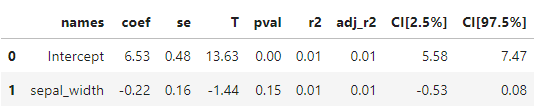 names coef se T pval r2 adj_r2 CI[2.5%] CI[97.5%]
0 Intercept 6.53 0.48 13.63 0.00 0.01 0.01 5.58 7.47
1 sepal_width -0.22 0.16 -1.44 0.15 0.01 0.01 -0.53 0.08